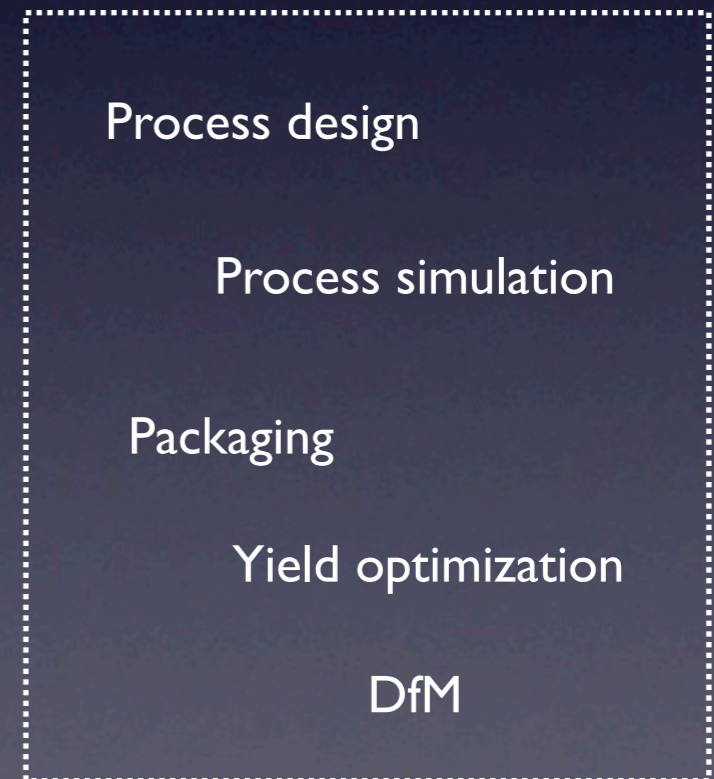 Process design
Process simulation
Packaging
Yield optimization
DfM